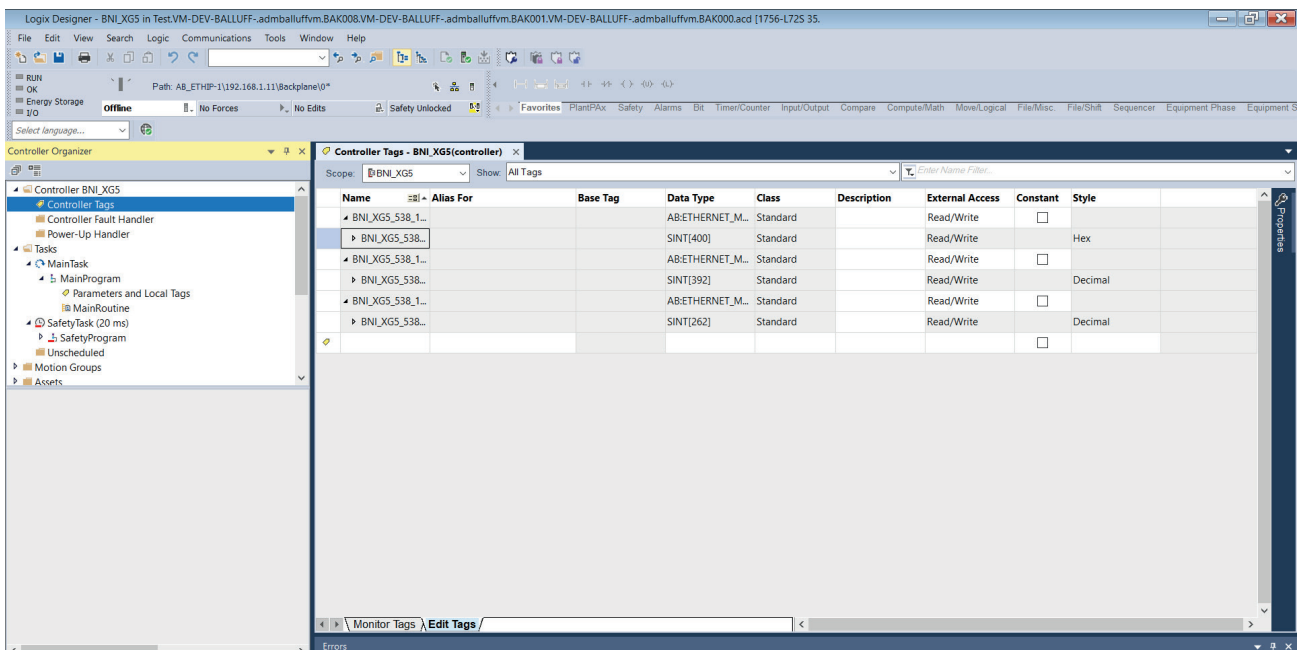 Logix Designer - BNI_XG5 in Test.VM-DEV-BALLUFF-.admballuffvm.BAK008.VM-DEV-BALLUFF-.admballuffvm.BAK001.VM-DEV-BALLUFF-.admballuffvm.BAK000.acd [1756-L72S 35.
File Edit View Search Logic Communications Tools Window Help
RUN
OK
Energy Storage
I/O
Path: AB_ETHIP-1\192.168.1.11\Backplane\0*
Offline No Forces No Edits Safety Unlocked
Favorites PlantPAx Safety Alarms Bit Timer/Counter Input/Output Compare Compute/Math Move/Logical File/Misc. File/Shift Sequencer Equipment Phase Equipment S
Select language...
Controller Organizer
Controller BNI_XG5
Controller Tags
Controller Fault Handler
Power-Up Handler
Tasks
MainTask
MainProgram
Parameters and Local Tags
MainRoutine
SafetyTask (20 ms)
SafetyProgram
Unscheduled
Motion Groups
Assets
Controller Tags - BNI_XG5(controller)
Scope: BNI_XG5 Show: All Tags Enter Name Filter...
Name Alias For Base Tag Data Type Class Description External Access Constant Style
BNI_XG5_538_1... AB:ETHERNET_M... Standard Read/Write
BNI_XG5_538... SINT[400] Standard Read/Write Hex
BNI_XG5_538_1... AB:ETHERNET_M... Standard Read/Write
BNI_XG5_538... SINT[392] Standard Read/Write Decimal
BNI_XG5_538_1... AB:ETHERNET_M... Standard Read/Write
BNI_XG5_538... SINT[262] Standard Read/Write Decimal
Properties
Monitor Tags Edit Tags
Errors